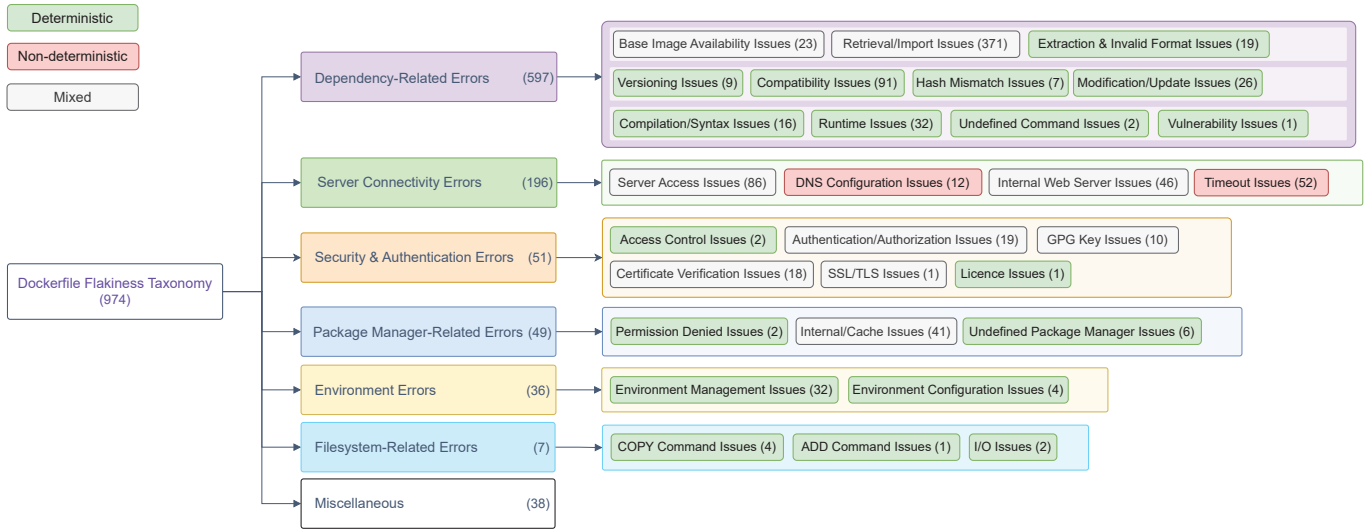 Deterministic
Non-deterministic
Mixed
Dockerfile Flakiness Taxonomy
(974)
Dependency-Related Errors (597)
Base Image Availability Issues (23) Retrieval/Import Issues (371) Extraction & Invalid Format Issues (19)
Versioning Issues (9) Compatibility Issues (91) Hash Mismatch Issues (7) Modification/Update Issues (26)
Compilation/Syntax Issues (16) Runtime Issues (32) Undefined Command Issues (2) Vulnerability Issues (1)
Server Connectivity Errors (196)
Server Access Issues (86) DNS Configuration Issues (12) Internal Web Server Issues (46) Timeout Issues (52)
Security & Authentication Errors (51)
Access Control Issues (2) Authentication/Authorization Issues (19) GPG Key Issues (10)
Certificate Verification Issues (18) SSL/TLS Issues (1) Licence Issues (1)
Package Manager-Related Errors (49)
Permission Denied Issues (2) Internal/Cache Issues (41) Undefined Package Manager Issues (6)
Environment Errors (36)
Environment Management Issues (32) Environment Configuration Issues (4)
Filesystem-Related Errors (7)
COPY Command Issues (4) ADD Command Issues (1) I/O Issues (2)
Miscellaneous (38)